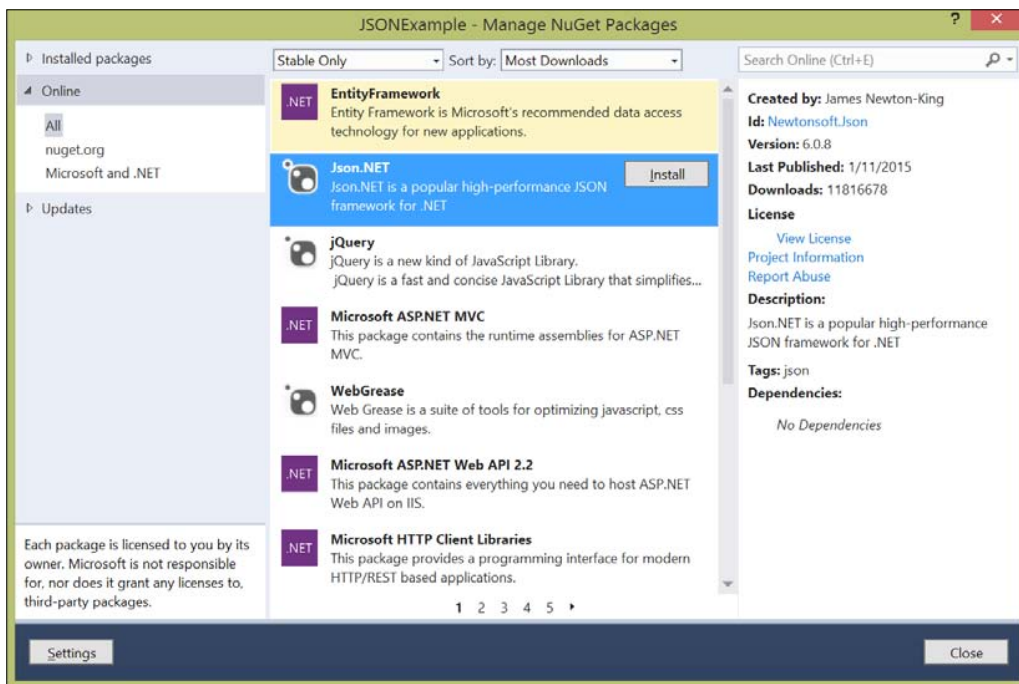 JSONExample - Manage NuGet Packages
?
Installed packages
Online
All
nuget.org
Microsoft and .NET
Updates
Each package is licensed to you by its
owner. Microsoft is not responsible
for, nor does it grant any licenses to,
third-party packages.
Stable Only
Sort by: Most Downloads
.NET
EntityFramework
Entity Framework is Microsoft's recommended data access
technology for new applications.
Json.NET
Json.NET is a popular high-performance JSON
framework for .NET
Install
jQuery
jQuery is a new kind of JavaScript Library.
jQuery is a fast and concise JavaScript Library that simplifies...
.NET
Microsoft ASP.NET MVC
This package contains the runtime assemblies for ASP.NET
MVC.
WebGrease
Web Grease is a suite of tools for optimizing javascript, css
files and images.
.NET
Microsoft ASP.NET Web API 2.2
This package contains everything you need to host ASP.NET
Web API on IIS.
.NET
Microsoft HTTP Client Libraries
This package provides a programming interface for modern
HTTP/REST based applications.
1 2 3 4 5
Search Online (Ctrl+E)
Created by: James Newton-King
Id: Newtonsoft.Json
Version: 6.0.8
Last Published: 1/11/2015
Downloads: 11816678
License
View License
Project Information
Report Abuse
Description:
Json.NET is a popular high-performance
JSON framework for .NET
Tags: json
Dependencies:
No Dependencies
Settings
Close